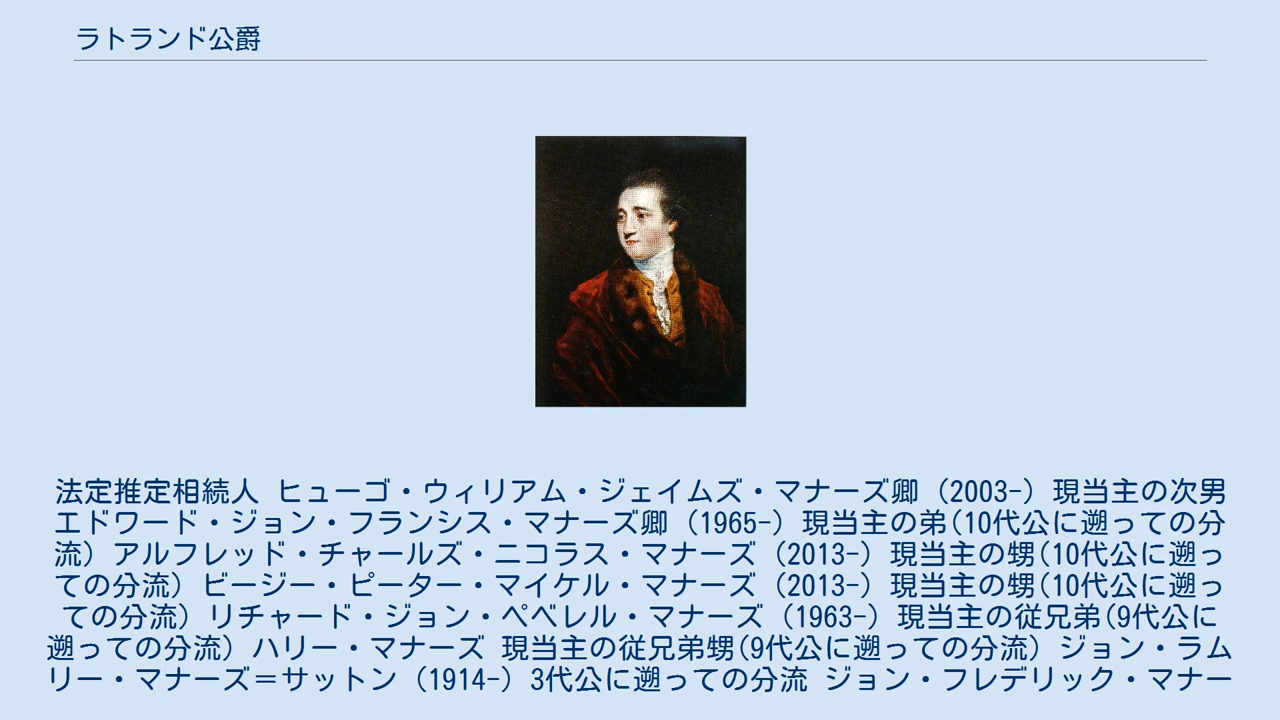 ラトランド公爵
法定推定相続人 ヒューゴ・ウィリアム・ジェイムズ・マナーズ卿 (2003-) 現当主の次男
エドワード・ジョン・フランシス・マナーズ卿 (1965-) 現当主の弟(10代公に遡っての分
流) アルフレッド・チャールズ・ニコラス・マナーズ (2013-) 現当主の甥(10代公に遡っ
ての分流) ビージー・ピーター・マイケル・マナーズ (2013-) 現当主の甥(10代公に遡っ
ての分流) リチャード・ジョン・ペベレル・マナーズ (1963-) 現当主の従兄弟(9代公に
遡っての分流) ハリー・マナーズ 現当主の従兄弟甥(9代公に遡っての分流) ジョン・ラム
リー・マナーズ＝サットン (1914-) 3代公に遡っての分流 ジョン・フレデリック・マナー